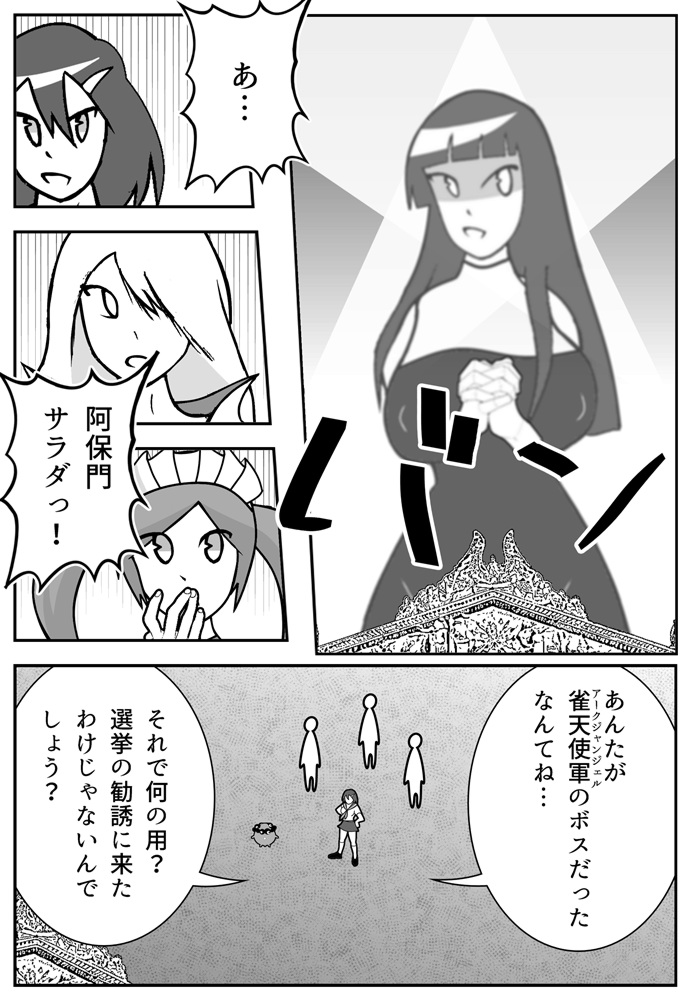 バーン
あ…
阿保門
サラダっ！
あんたが
雀天使軍のボスだった
アークジャンジェル
なんてね…
それで何の用？
選挙の勧誘に来た
わけじゃないんで
しょう？